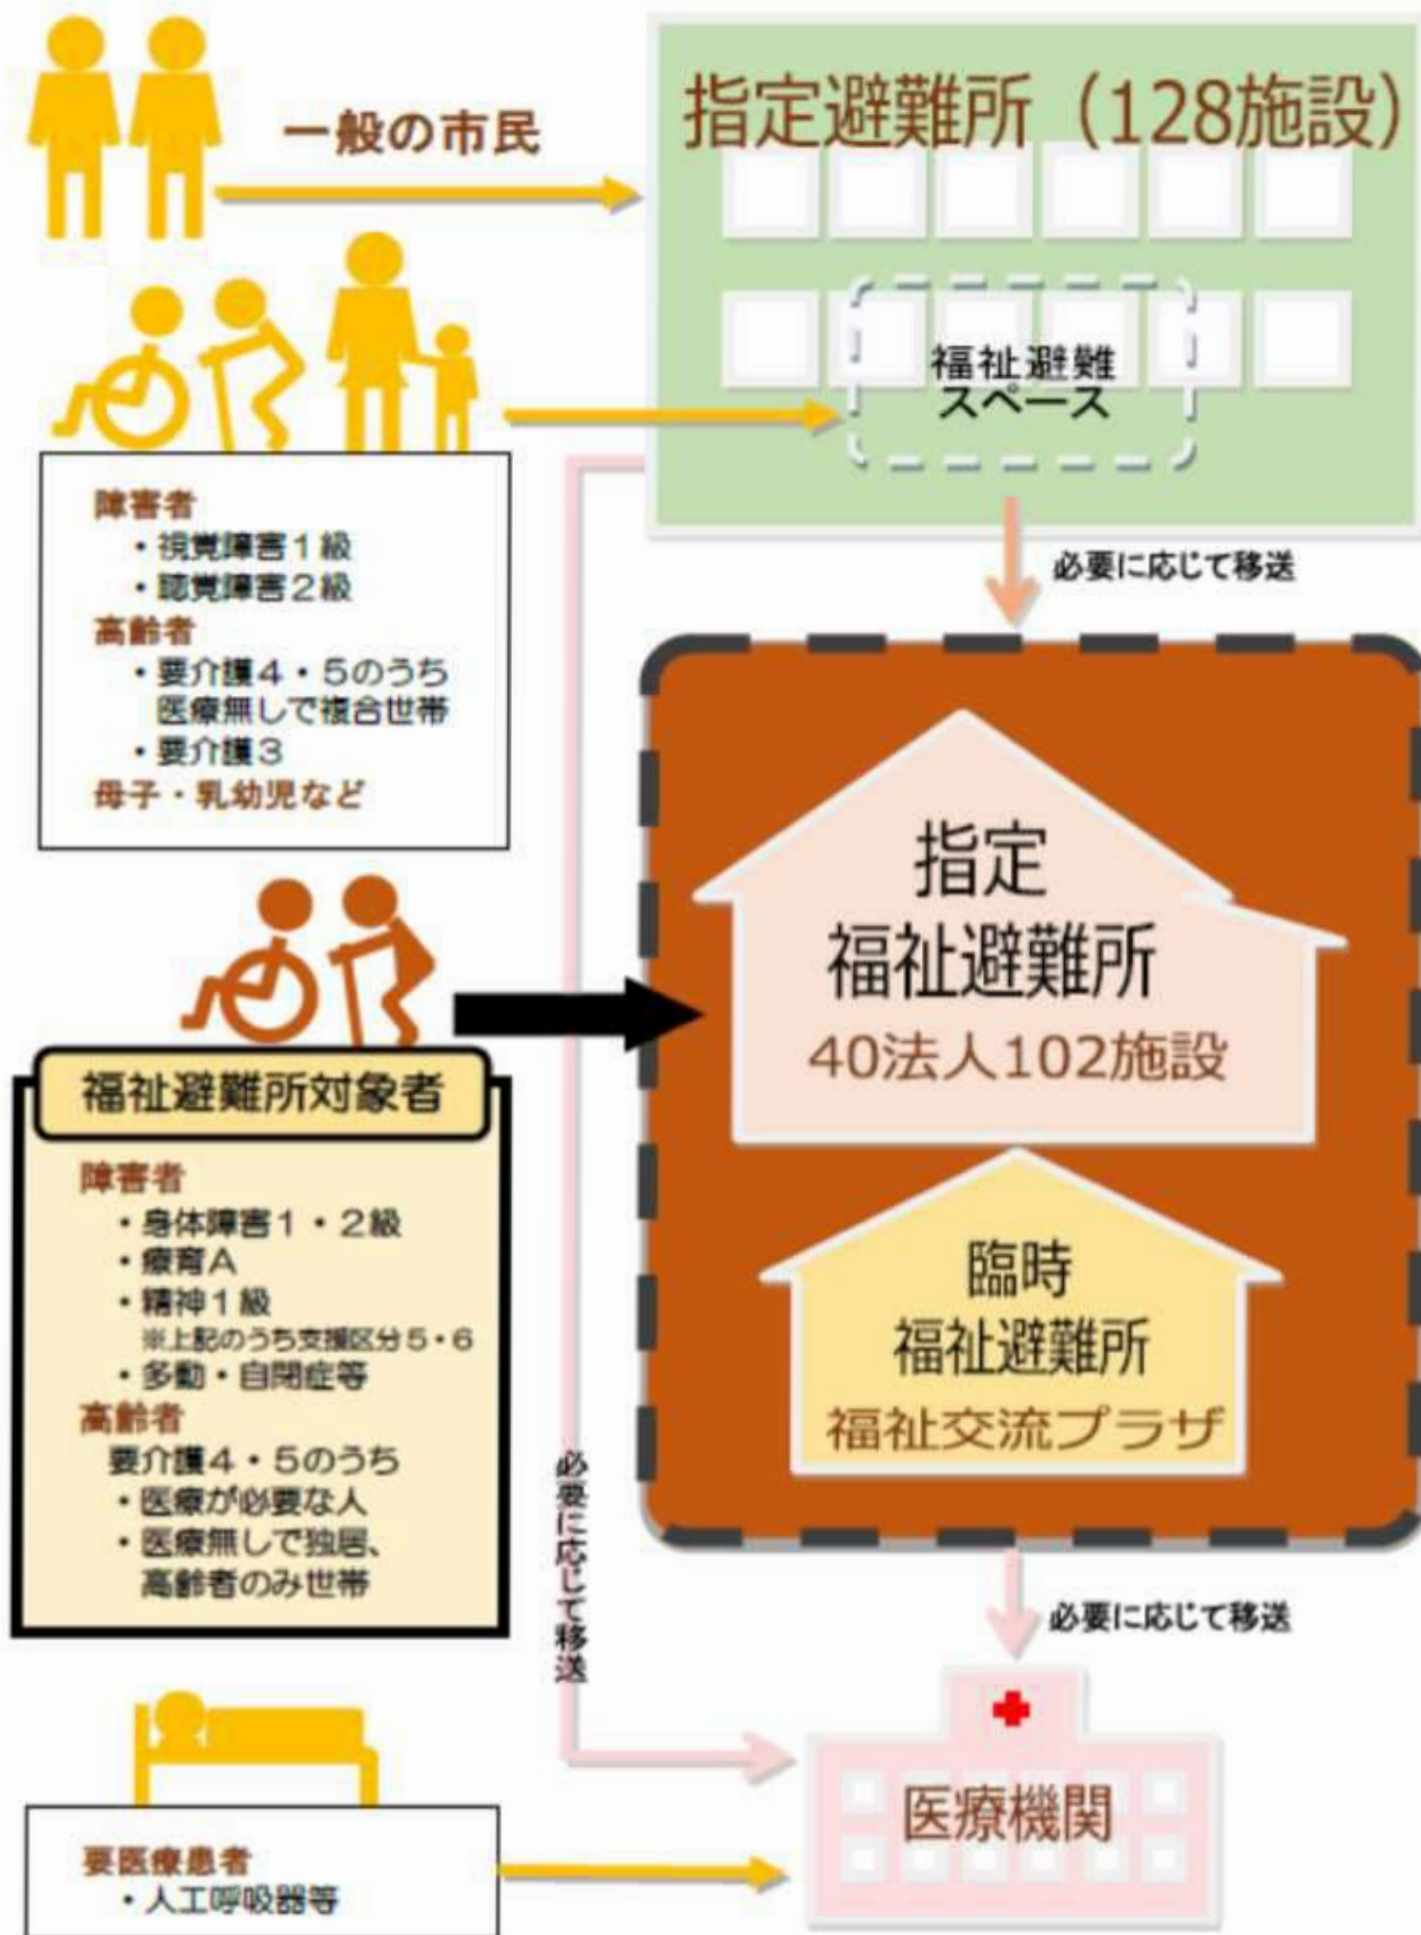 一般の市民
指定避難所（128施設）
福祉避難
スペース
障害者
・視覚障害１級
・聴覚障害２級
高齢者
・要介護４・５のうち
医療無しで複合世帯
・要介護３
母子・乳幼児など
必要に応じて移送
指定
福祉避難所
40法人102施設
福祉避難所対象者
障害者
・身体障害１・２級
・療育Ａ
・精神１級
※上記のうち支援区分５・６
・多動・自閉症等
高齢者
要介護４・５のうち
・医療が必要な人
・医療無しで独居、
高齢者のみ世帯
臨時
福祉避難所
福祉交流プラザ
必要に応じて移送
必要に応じて移送
要医療患者
・人工呼吸器等
医療機関